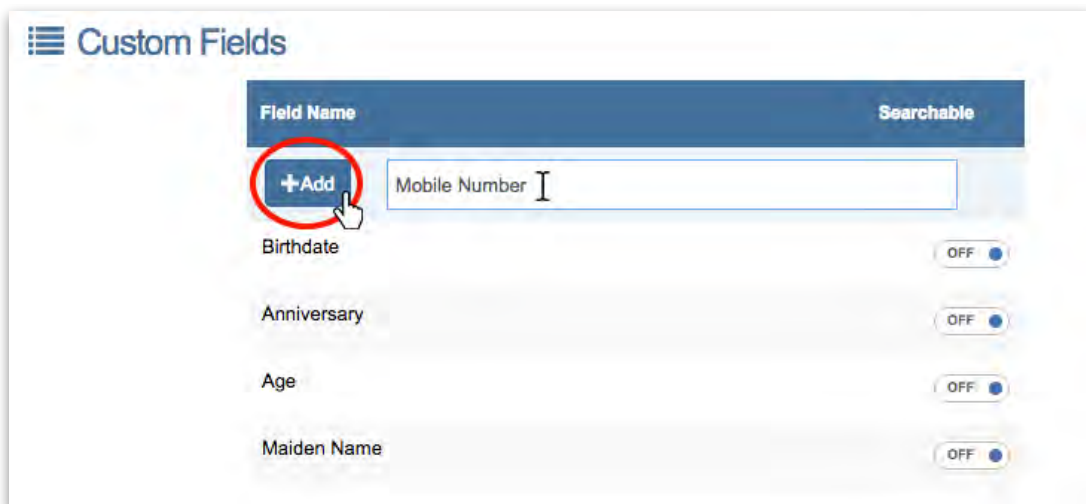 Custom Fields
Field Name Searchable
+Add Mobile Number
Birthdate OFF
Anniversary OFF
Age OFF
Maiden Name OFF